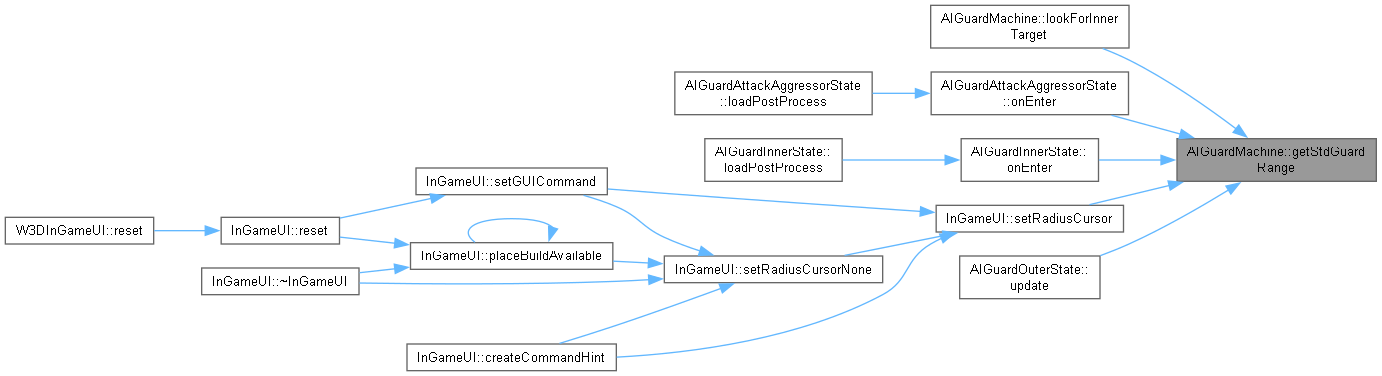 AIGuardMachine::lookForInner
Target
AIGuardAttackAggressorState
::loadPostProcess
AIGuardAttackAggressorState
::onEnter
AIGuardInnerState::
loadPostProcess
AIGuardInnerState::
onEnter
AIGuardMachine::getStdGuard
Range
InGameUI::setGUICommand
InGameUI::setRadiusCursor
W3DInGameUI::reset
InGameUI::reset
InGameUI::placeBuildAvailable
InGameUI::setRadiusCursorNone
InGameUI::~InGameUI
AIGuardOuterState::
update
InGameUI::createCommandHint